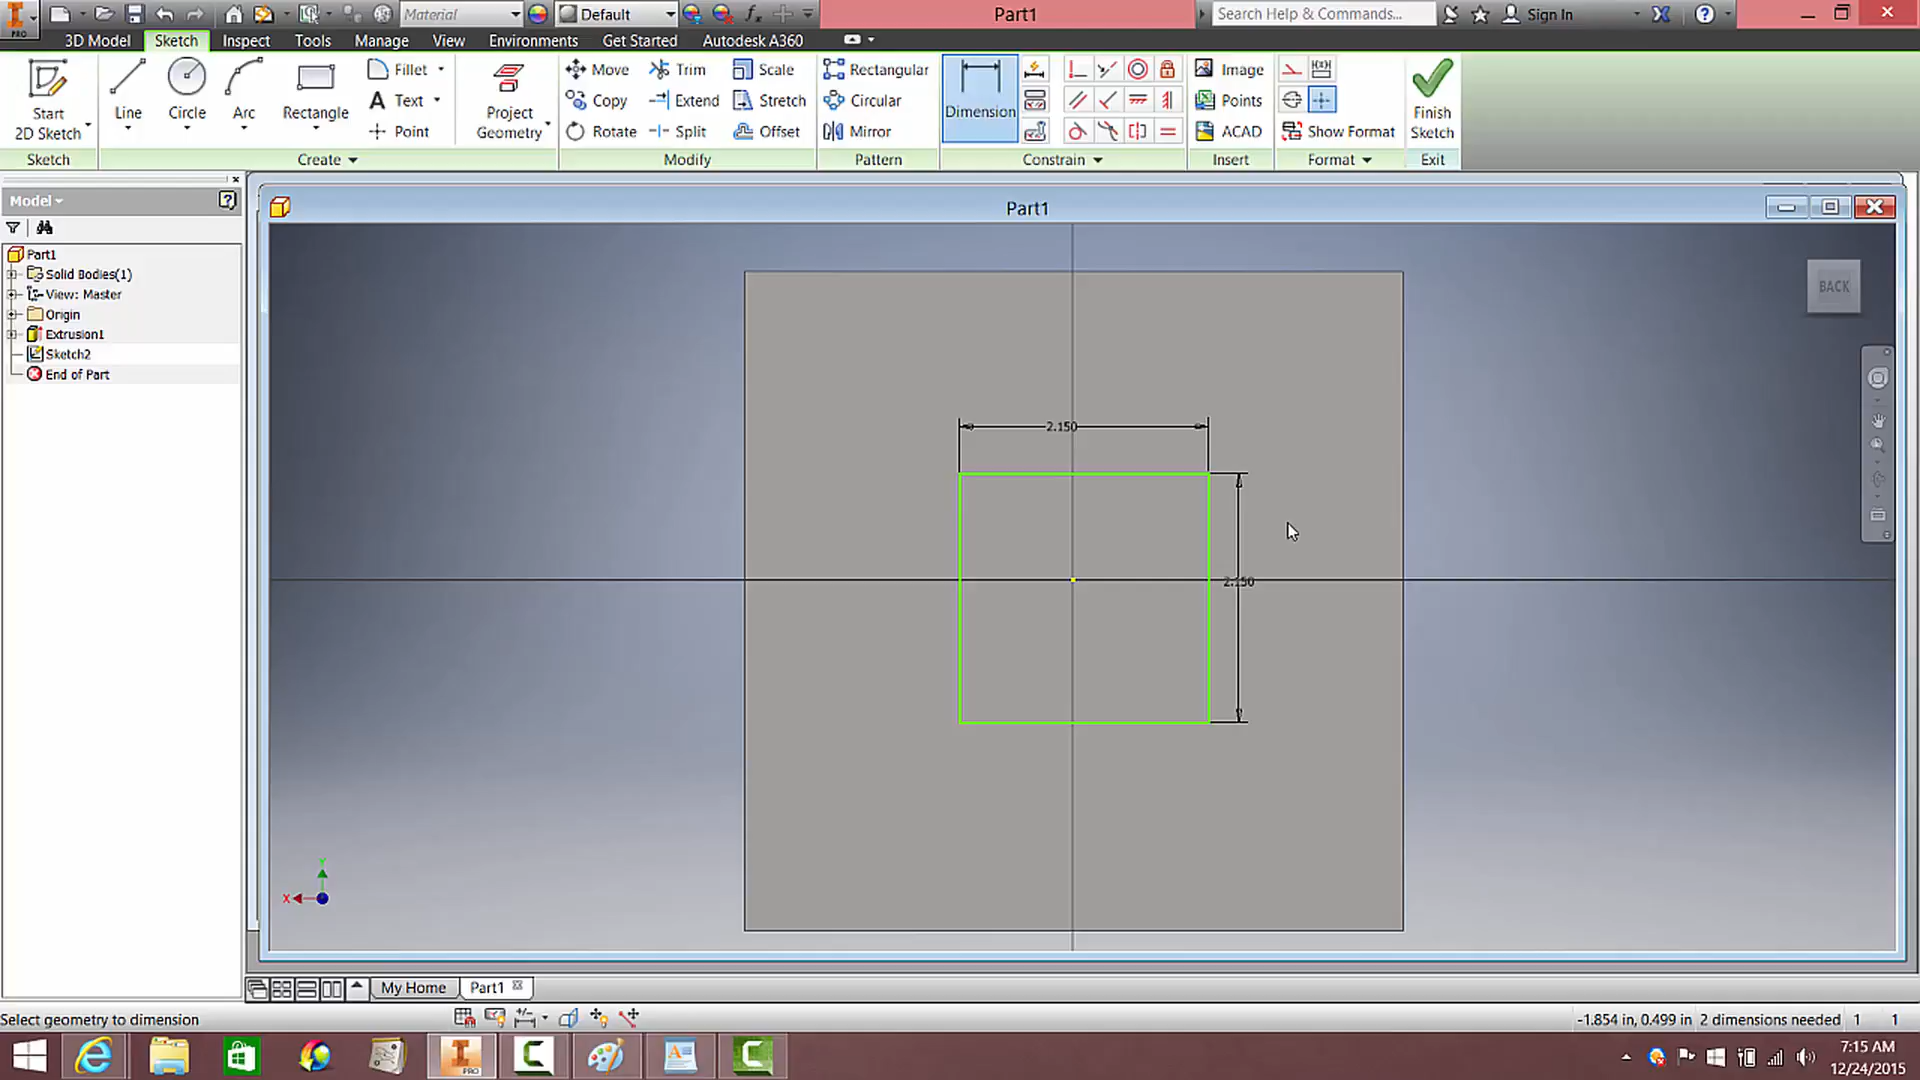 Material
Default
fx
Part1
Search Help & Commands...
Sign In
PRO
3D Model
Sketch
Inspect
Tools
Manage
View
Environments
Get Started
Autodesk A360
Start
2D Sketch
Line
Circle
Arc
Rectangle
Fillet
Text
Point
Project
Geometry
Move
Copy
Rotate
Trim
Extend
Split
Scale
Stretch
Offset
Rectangular
Circular
Mirror
Dimension
Image
Points
ACAD
Show Format
Finish
Sketch
Sketch
Create
Modify
Pattern
Constrain
Insert
Format
Exit
Model
Part1
Part1
Solid Bodies(1)
View: Master
Origin
Extrusion1
Sketch2
End of Part
BACK
2.150
2.150
Y
X
My Home
Part1
Select geometry to dimension
-1.854 in, 0.499 in
2 dimensions needed
1
1
PRO
7:15 AM
12/24/2015